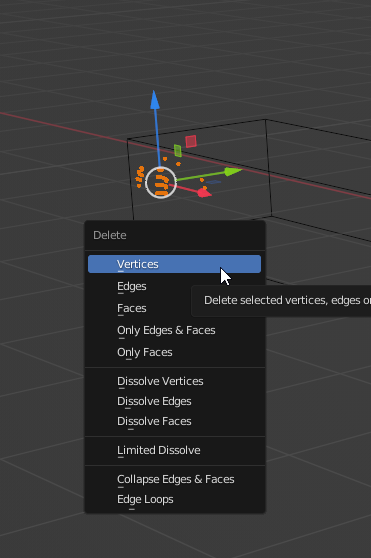 Delete
Vertices
Edges
Delete selected vertices, edges or
Faces
Only Edges & Faces
Only Faces
Dissolve Vertices
Dissolve Edges
Dissolve Faces
Limited Dissolve
Collapse Edges & Faces
Edge Loops